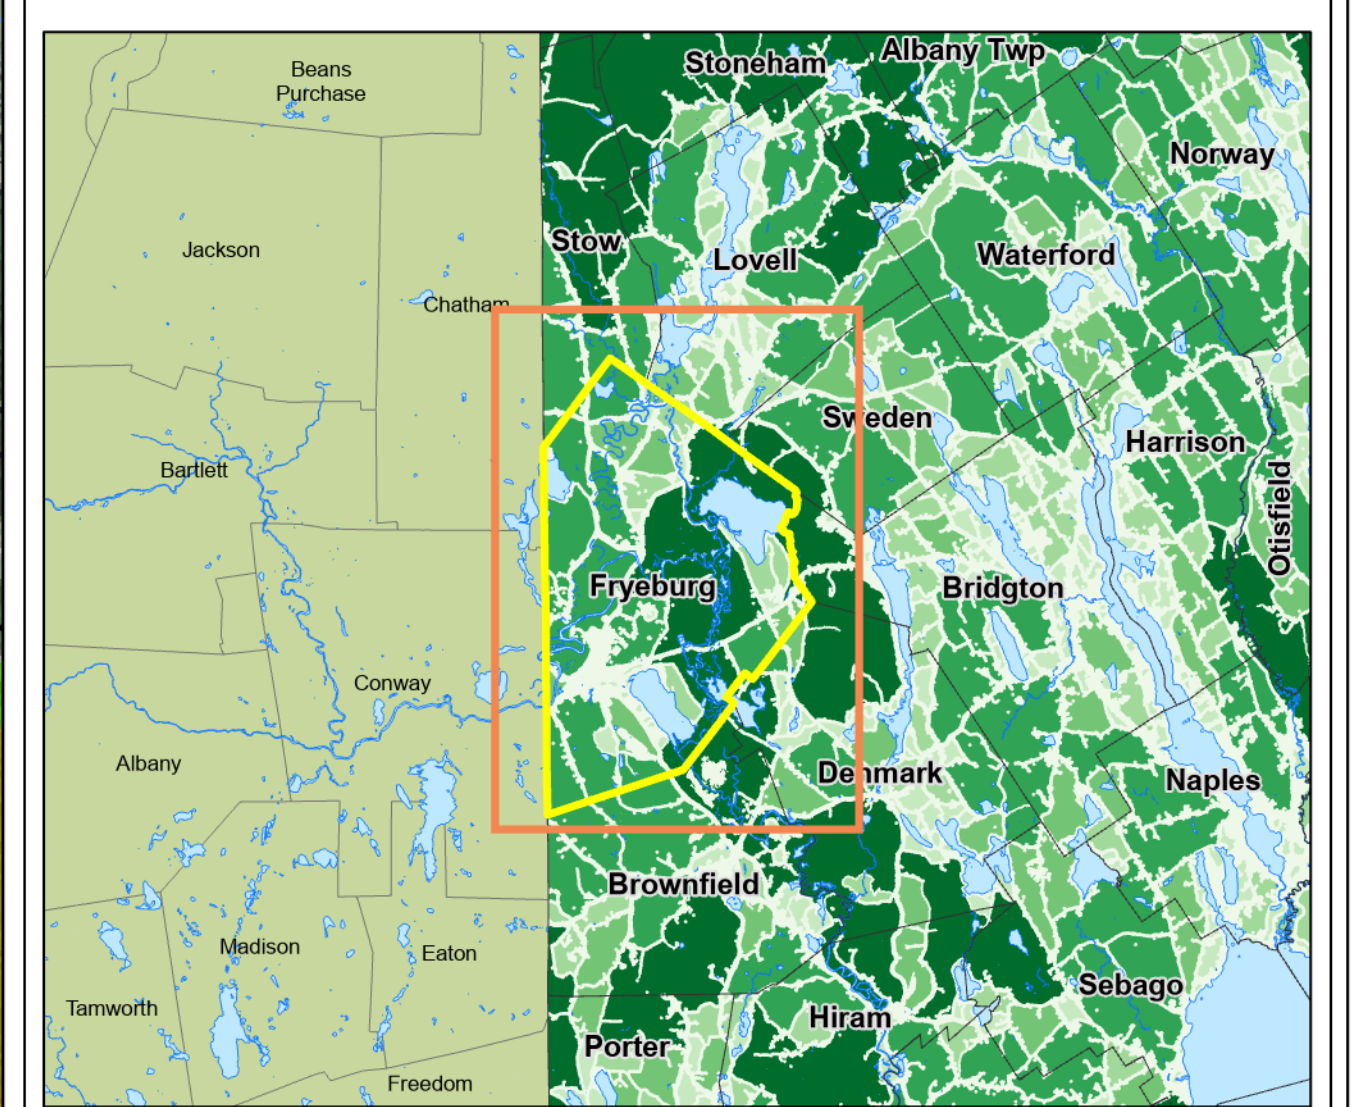 Stoneham
Albany Twp
Beans
Purchase
Norway
Jackson
Stow
Lovell
Waterford
Chatham
Sweden
Harrison
Bartlett
Otisfield
Fryeburg
Bridgton
Conway
Albany
Denmark
Naples
Brownfield
Madison
Eaton
Tamworth
Sebago
Hiram
Porter
Freedom